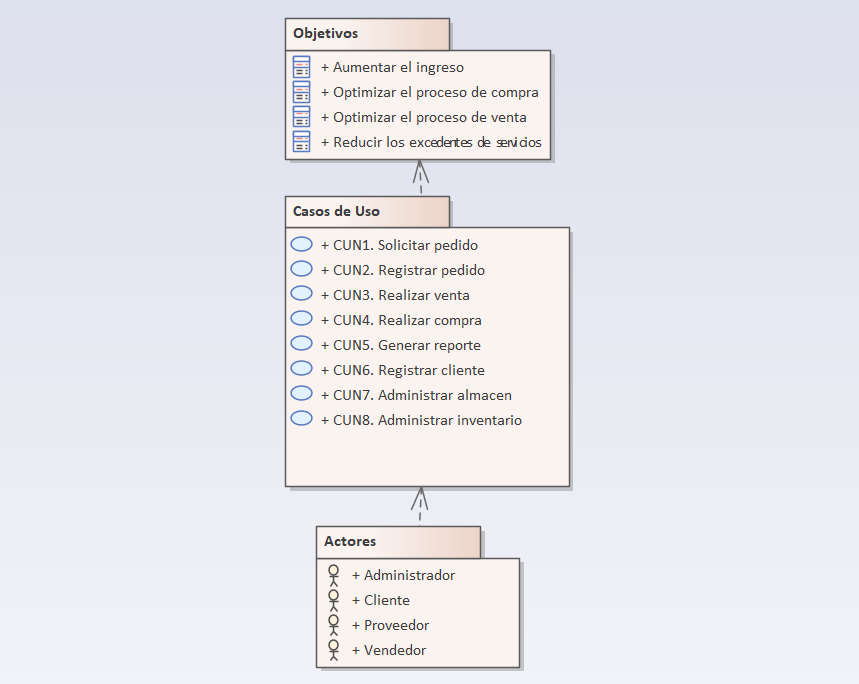 Objetivos
+ Aumentar el ingreso
+ Optimizar el proceso de compra
+ Optimizar el proceso de venta
+ Reducir los excedentes de servicios
Casos de Uso
+ CUN1. Solicitar pedido
+ CUN2. Registrar pedido
+ CUN3. Realizar venta
+ CUN4. Realizar compra
+ CUN5. Generar reporte
+ CUN6. Registrar cliente
+ CUN7. Administrar almacen
+ CUN8. Administrar inventario
Actores
+ Administrador
+ Cliente
+ Proveedor
+ Vendedor